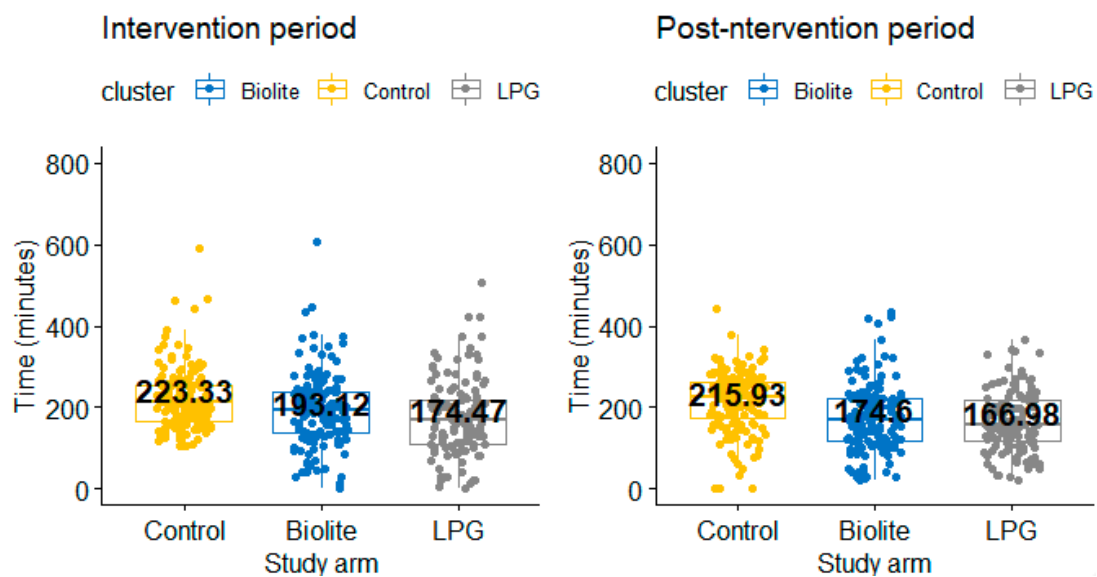 Intervention period
cluster Biolite Control LPG
800
600
400
200
0
Time (minutes)
223.33
193.12
174.47
Control Biolite LPG
Study arm
Post-ntervention period
cluster Biolite Control LPG
800
600
400
200
0
Time (minutes)
215.93
174.6
166.98
Control Biolite LPG
Study arm